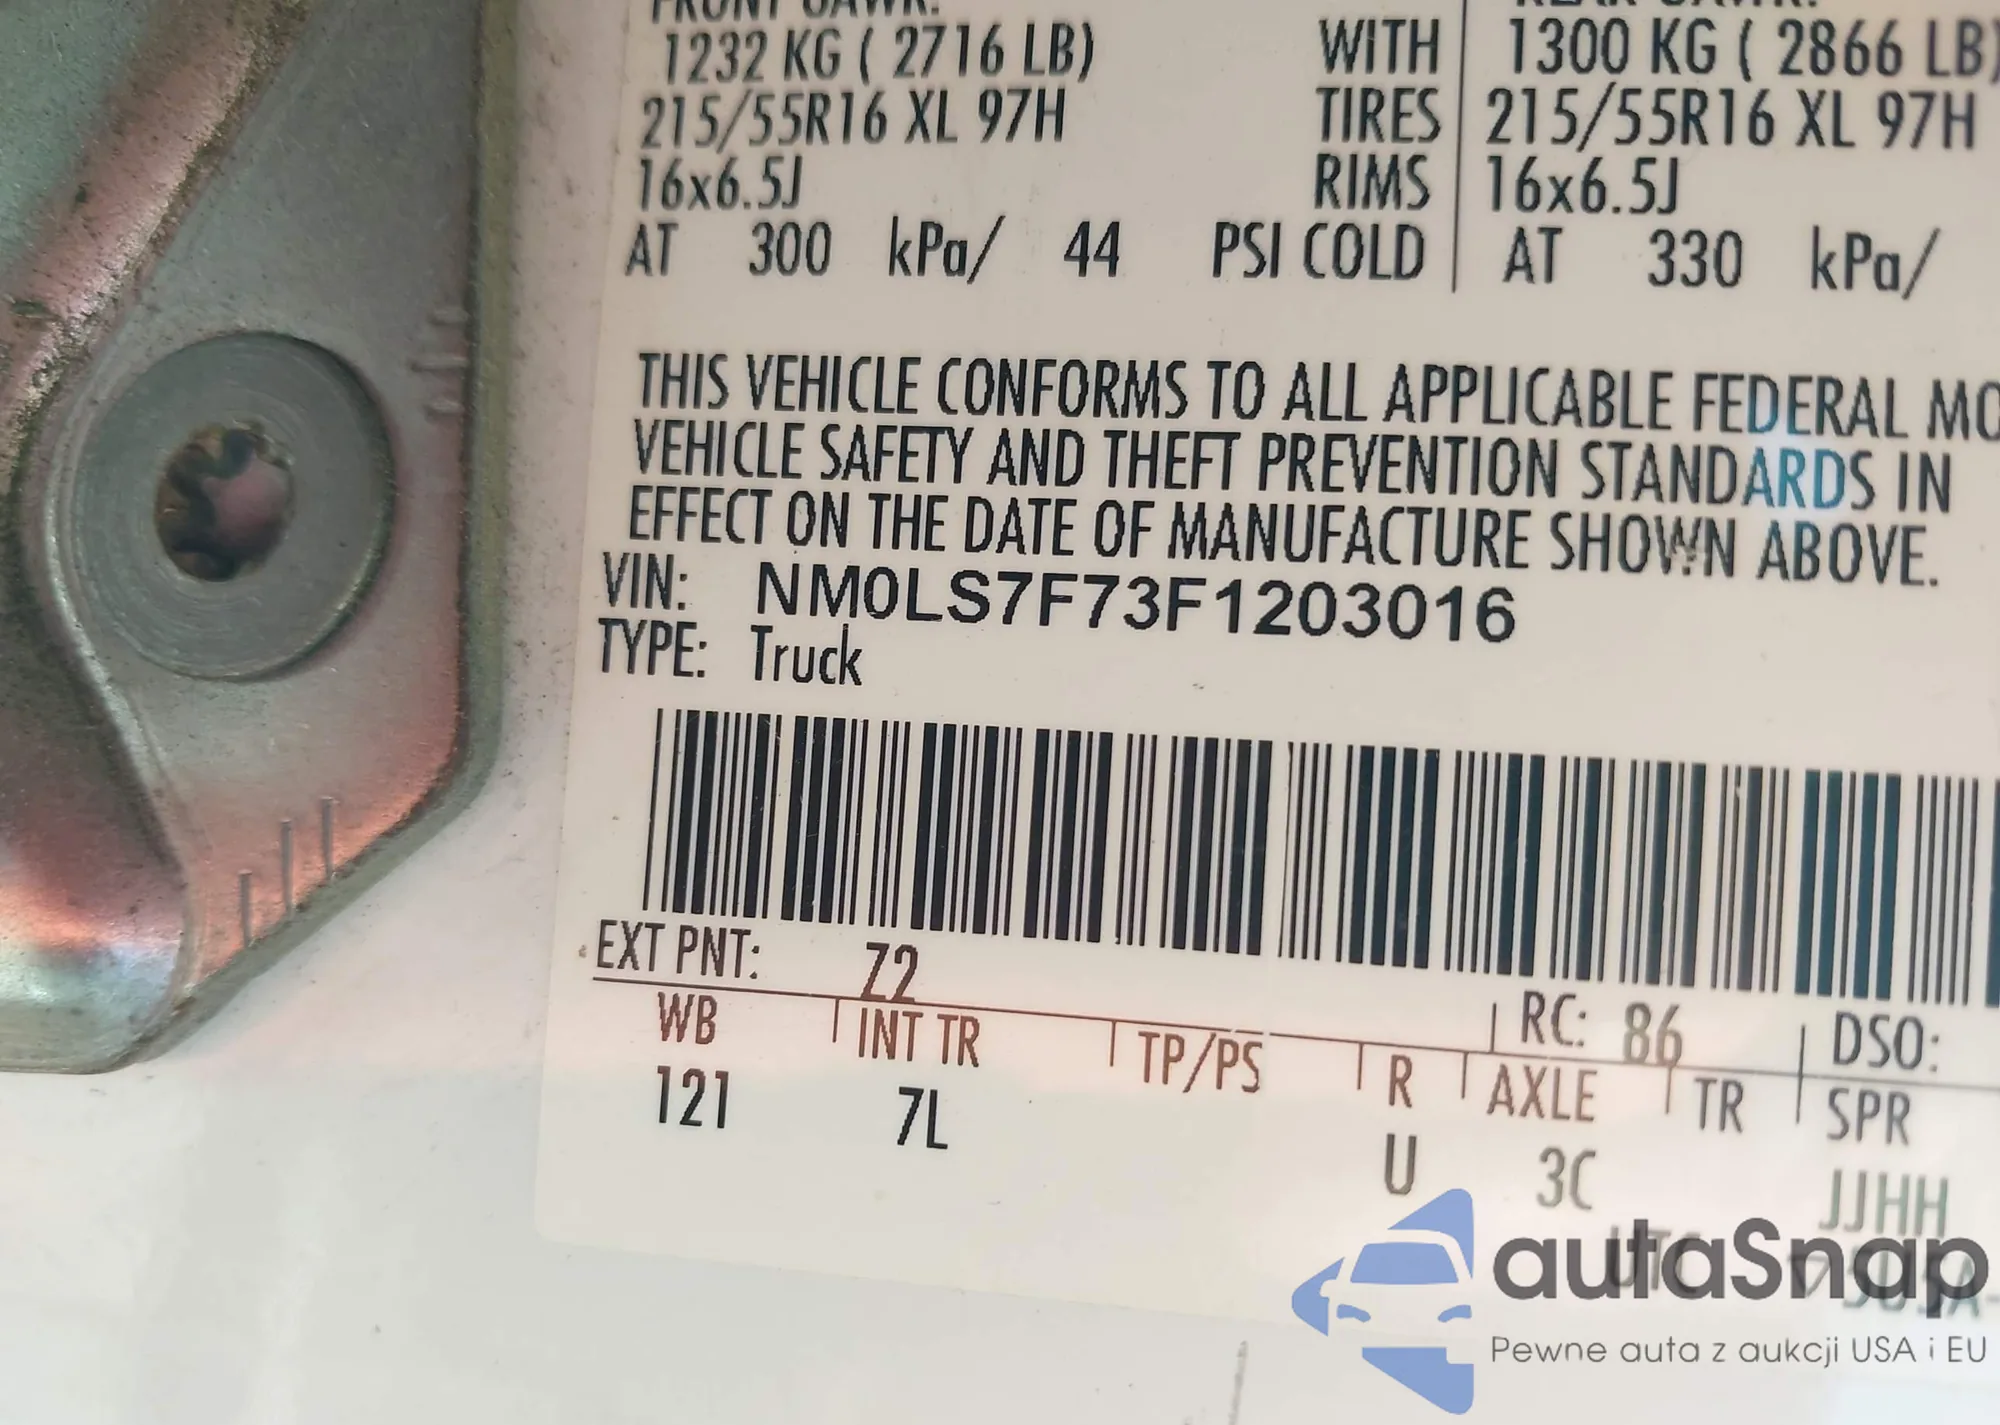 FRONT GAWR:
1232 KG ( 2716 LB) WITH 1300 KG ( 2866 LB)
215/55R16 XL 97H TIRES 215/55R16 XL 97H
16x6.5J RIMS 16x6.5J
AT 300 kPa/ 44 PSI COLD AT 330 kPa/
THIS VEHICLE CONFORMS TO ALL APPLICABLE FEDERAL MO
VEHICLE SAFETY AND THEFT PREVENTION STANDARDS IN
EFFECT ON THE DATE OF MANUFACTURE SHOWN ABOVE.
VIN: NM0LS7F73F1203016
TYPE: Truck
EXT PNT: Z2 RC: 86 DSO:
WB INT TR TP/PS R AXLE TR SPR
121 7L U 3C JJHH
autaSnap
Pewne auta z aukcji USA i EU